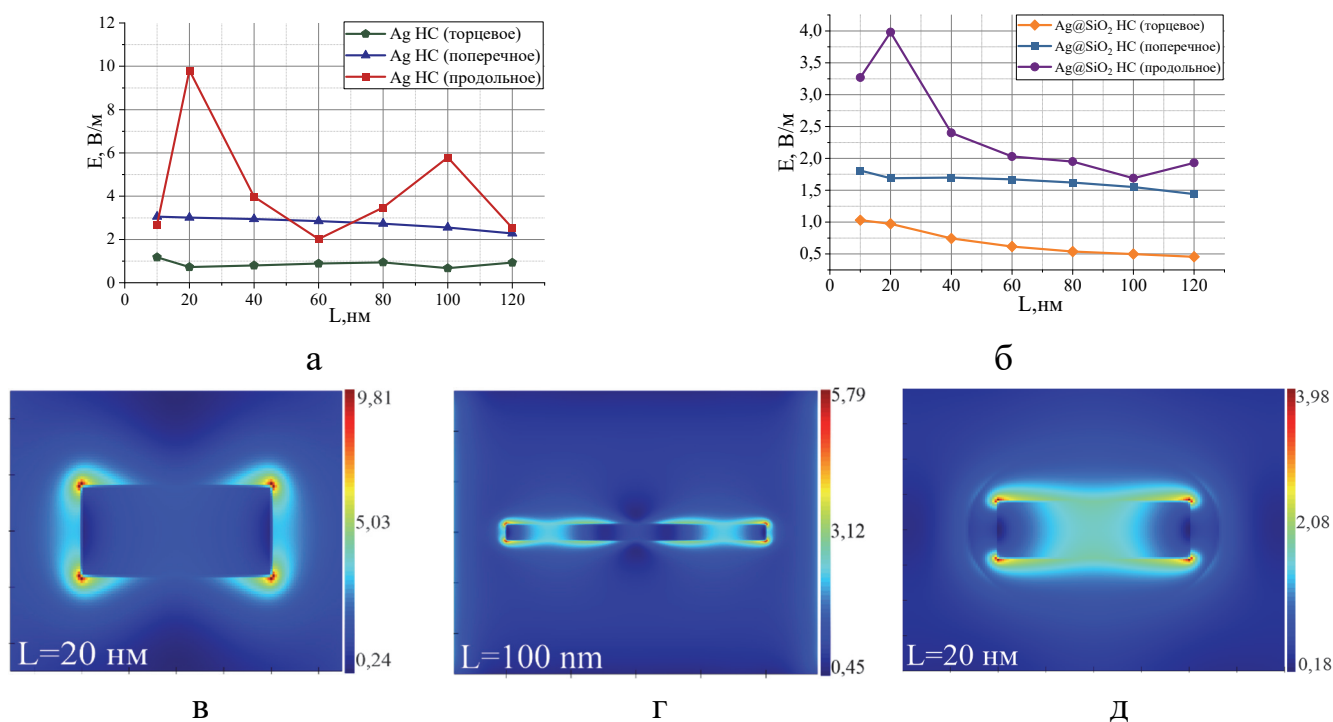 12
10
8
6
4
2
0
E, В/м
Ag НС (торцевое)
Ag НС (поперечное)
Ag НС (продольное)
0 20 40 60 80 100 120
L,нм
а
4,0
3,5
3,0
2,5
2,0
1,5
1,0
0,5
E, В/м
Ag@SiO₂ НС (торцевое)
Ag@SiO₂ НС (поперечное)
Ag@SiO₂ НС (продольное)
0 20 40 60 80 100 120
L,нм
б
9,81
5,03
0,24
L=20 нм
в
5,79
3,12
0,45
L=100 nm
г
3,98
2,08
0,18
L=20 нм
д